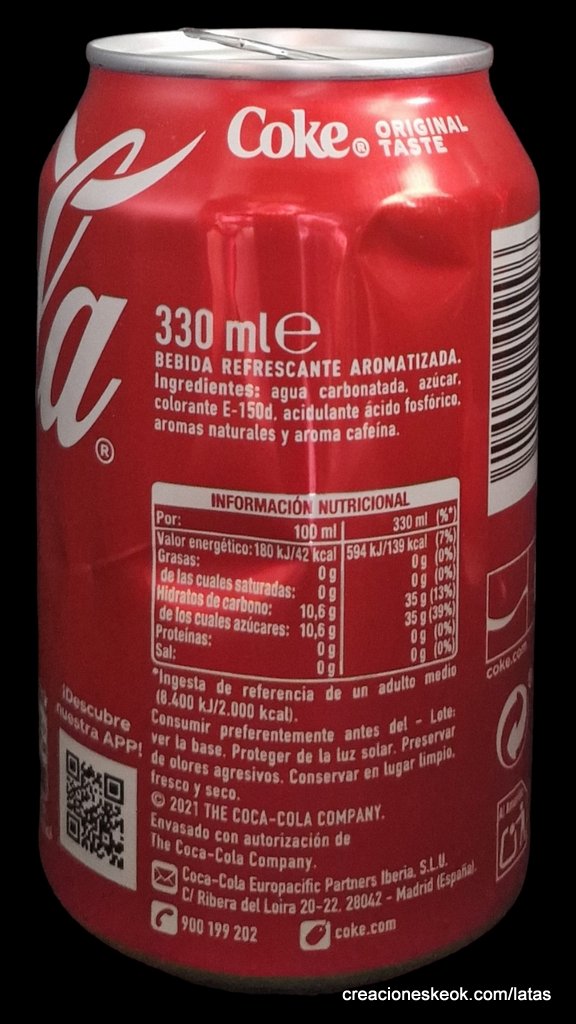 Coke® ORIGINAL
TASTE
la®
330 ml e
BEBIDA REFRESCANTE AROMATIZADA.
Ingredientes: agua carbonatada, azúcar,
colorante E-150d, acidulante ácido fosfórico,
aromas naturales y aroma cafeína.
INFORMACIÓN NUTRICIONAL
Por: 100 ml 330 ml (%*)
Valor energético: 180 kJ/42 kcal 594 kJ/139 kcal (7%)
Grasas: 0 g 0 g (0%)
de las cuales saturadas: 0 g 0 g (0%)
Hidratos de carbono: 10,6 g 35 g (13%)
de los cuales azúcares: 10,6 g 35 g (39%)
Proteínas: 0 g 0 g (0%)
Sal: 0 g 0 g (0%)
*Ingesta de referencia de un adulto medio
(8.400 kJ/2.000 kcal).
Consumir preferentemente antes del - Lote:
ver la base. Proteger de la luz solar. Preservar
de olores agresivos. Conservar en lugar limpio,
fresco y seco.
© 2021 THE COCA-COLA COMPANY.
Envasado con autorización de
The Coca-Cola Company.
Coca-Cola Europacific Partners Iberia, S.L.U.
C/ Ribera del Loira 20-22. 28042 - Madrid (España).
900 199 202 coke.com
¡Descubre
nuestra APP!
coke.com
creacioneskeok.com/latas